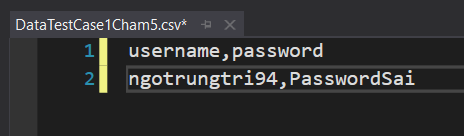 DataTestCase1Cham5.csv*
1 username,password
2 ngotrungtri94,PasswordSai